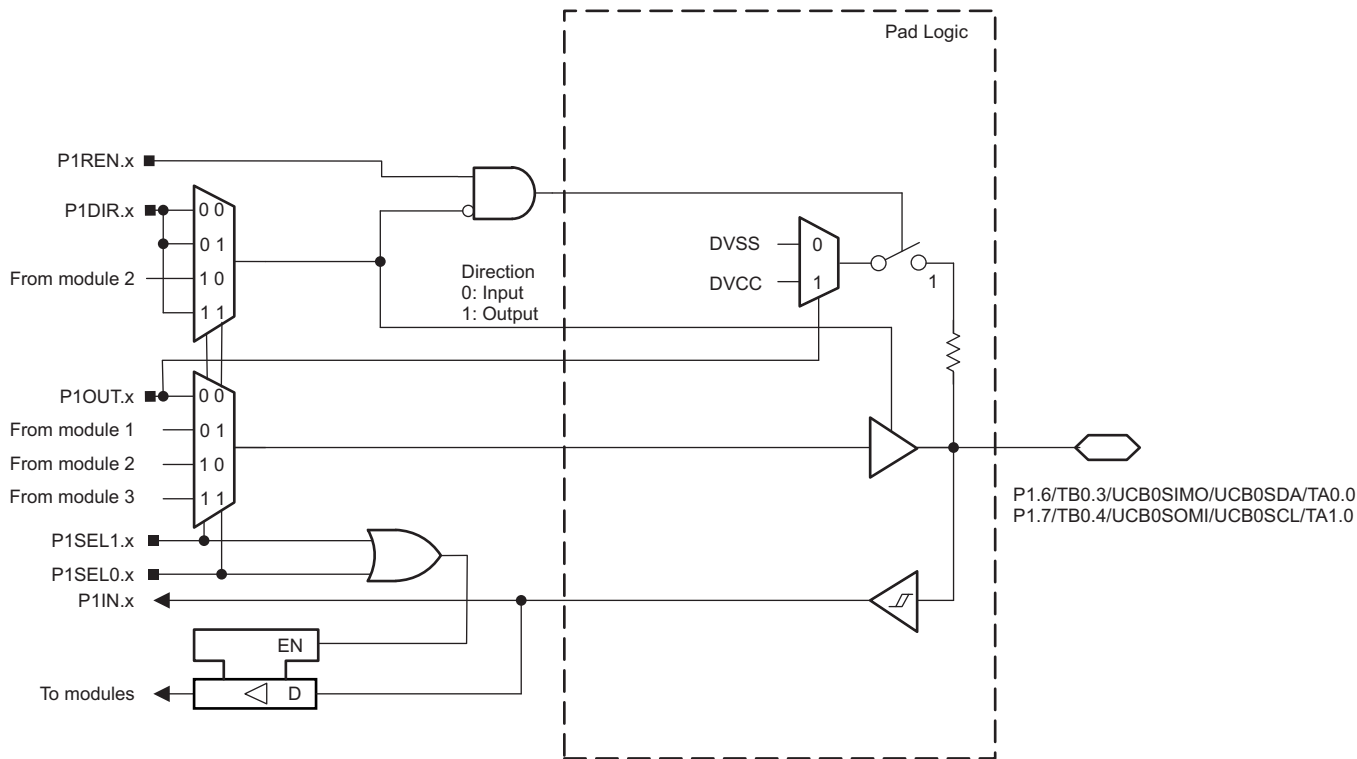 Pad Logic
P1REN.x
P1DIR.x
0 0
0 1
From module 2
1 0
1 1
Direction
0: Input
1: Output
DVSS
0
DVCC
1
1
P1OUT.x
0 0
From module 1
0 1
From module 2
1 0
From module 3
1 1
P1SEL1.x
P1SEL0.x
P1IN.x
EN
To modules
D
P1.6/TB0.3/UCB0SIMO/UCB0SDA/TA0.0
P1.7/TB0.4/UCB0SOMI/UCB0SCL/TA1.0